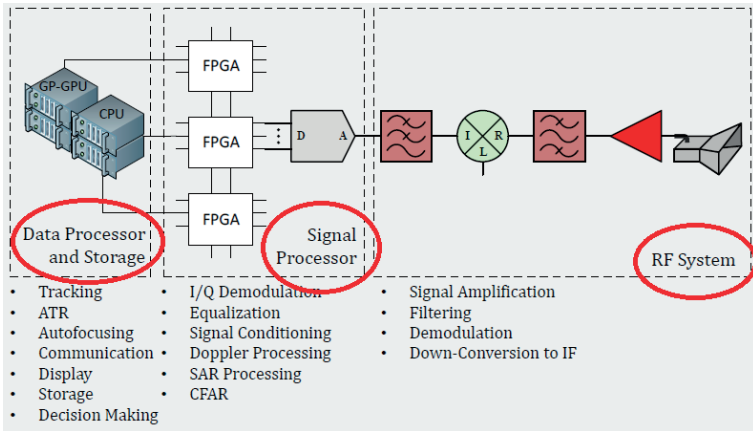 GP-GPU
CPU
FPGA
FPGA
FPGA
D
A
I
R
L
Data Processor
and Storage
Signal
Processor
RF System
• Tracking
• ATR
• Autofocusing
• Communication
• Display
• Storage
• Decision Making
• I/Q Demodulation
• Equalization
• Signal Conditioning
• Doppler Processing
• SAR Processing
• CFAR
• Signal Amplification
• Filtering
• Demodulation
• Down-Conversion to IF